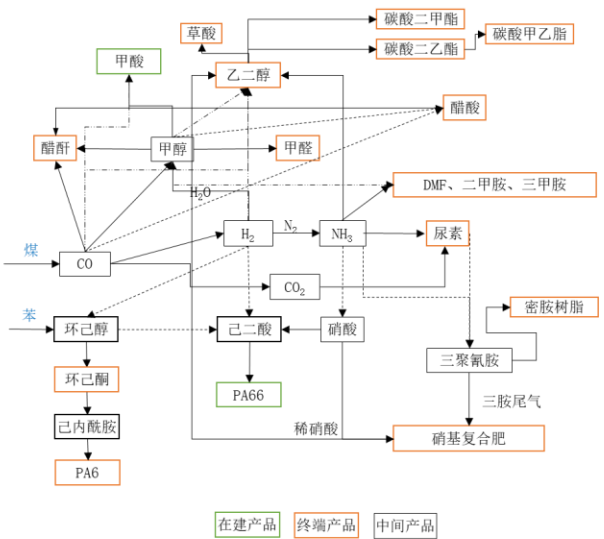 碳酸二甲酯
草酸
碳酸二乙酯
碳酸甲乙脂
甲酸
乙二醇
醋酸
醋酐
甲醇
甲醛
DMF、二甲胺、三甲胺
H₂O
H₂
N₂
NH₃
尿素
煤
CO
CO₂
密胺树脂
苯
环己醇
己二酸
硝酸
三聚氰胺
环己酮
PA66
三胺尾气
己内酰胺
稀硝酸
硝基复合肥
PA6
在建产品
终端产品
中间产品